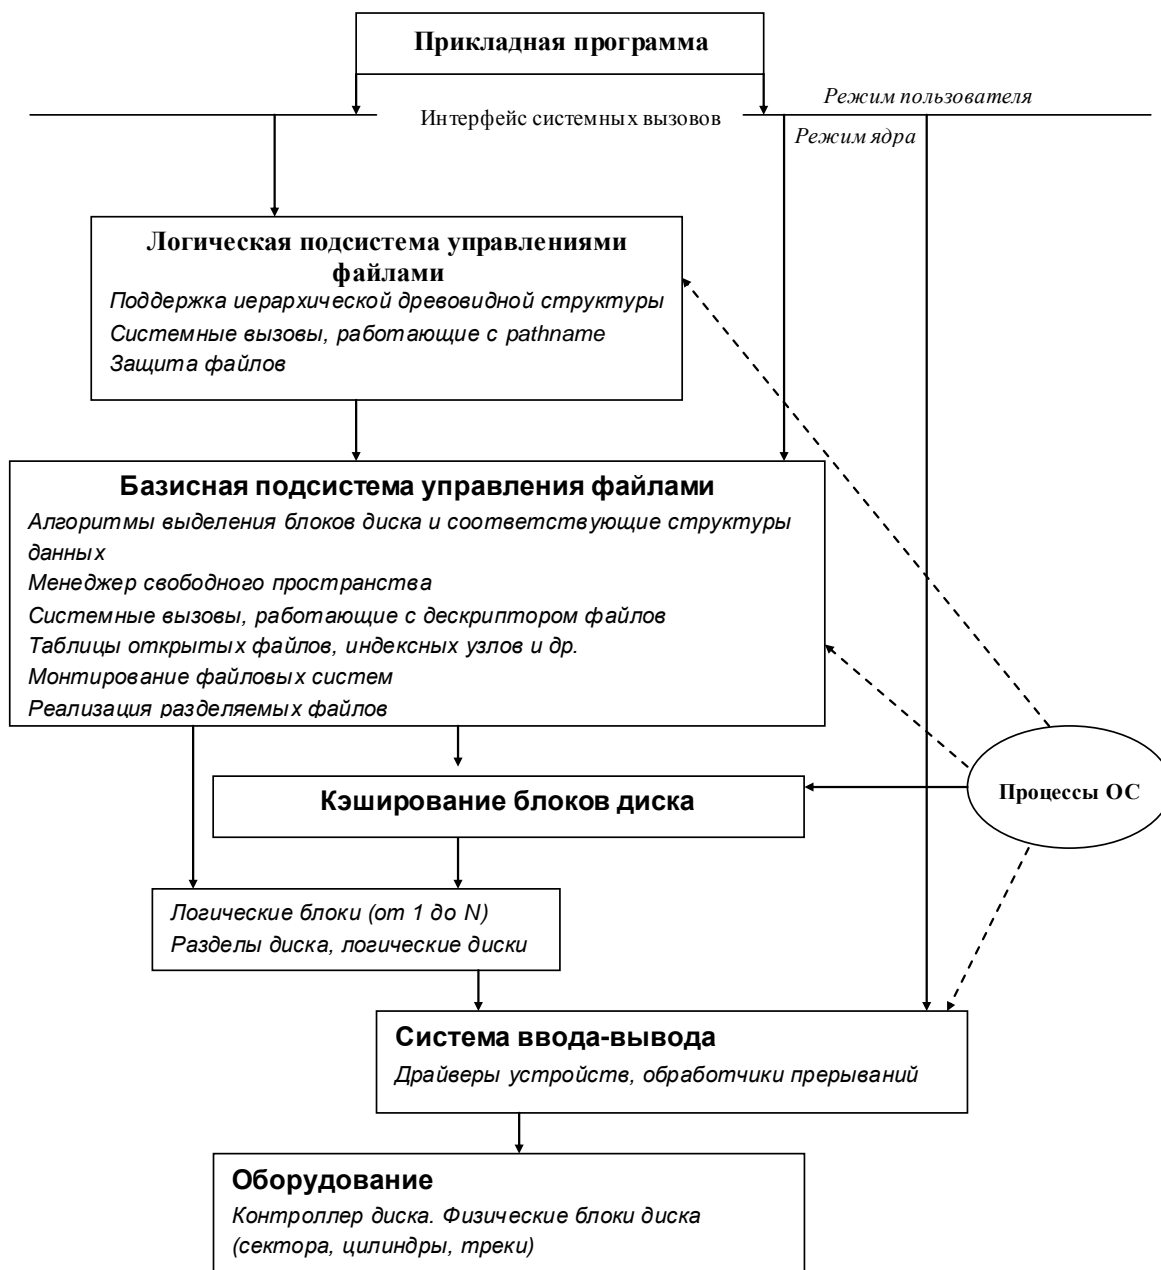 Прикладная программа
Режим пользователя
Интерфейс системных вызовов
Режим ядра
Логическая подсистема управлениями
файлами
Поддержка иерархической древовидной структуры
Системные вызовы, работающие с pathname
Защита файлов
Базисная подсистема управления файлами
Алгоритмы выделения блоков диска и соответствующие структуры
данных
Менеджер свободного пространства
Системные вызовы, работающие с дескриптором файлов
Таблицы открытых файлов, индексных узлов и др.
Монтирование файловых систем
Реализация разделяемых файлов
Процессы ОС
Кэширование блоков диска
Логические блоки (от 1 до N)
Разделы диска, логические диски
Система ввода-вывода
Драйверы устройств, обработчики прерываний
Оборудование
Контроллер диска. Физические блоки диска
(сектора, цилиндры, треки)